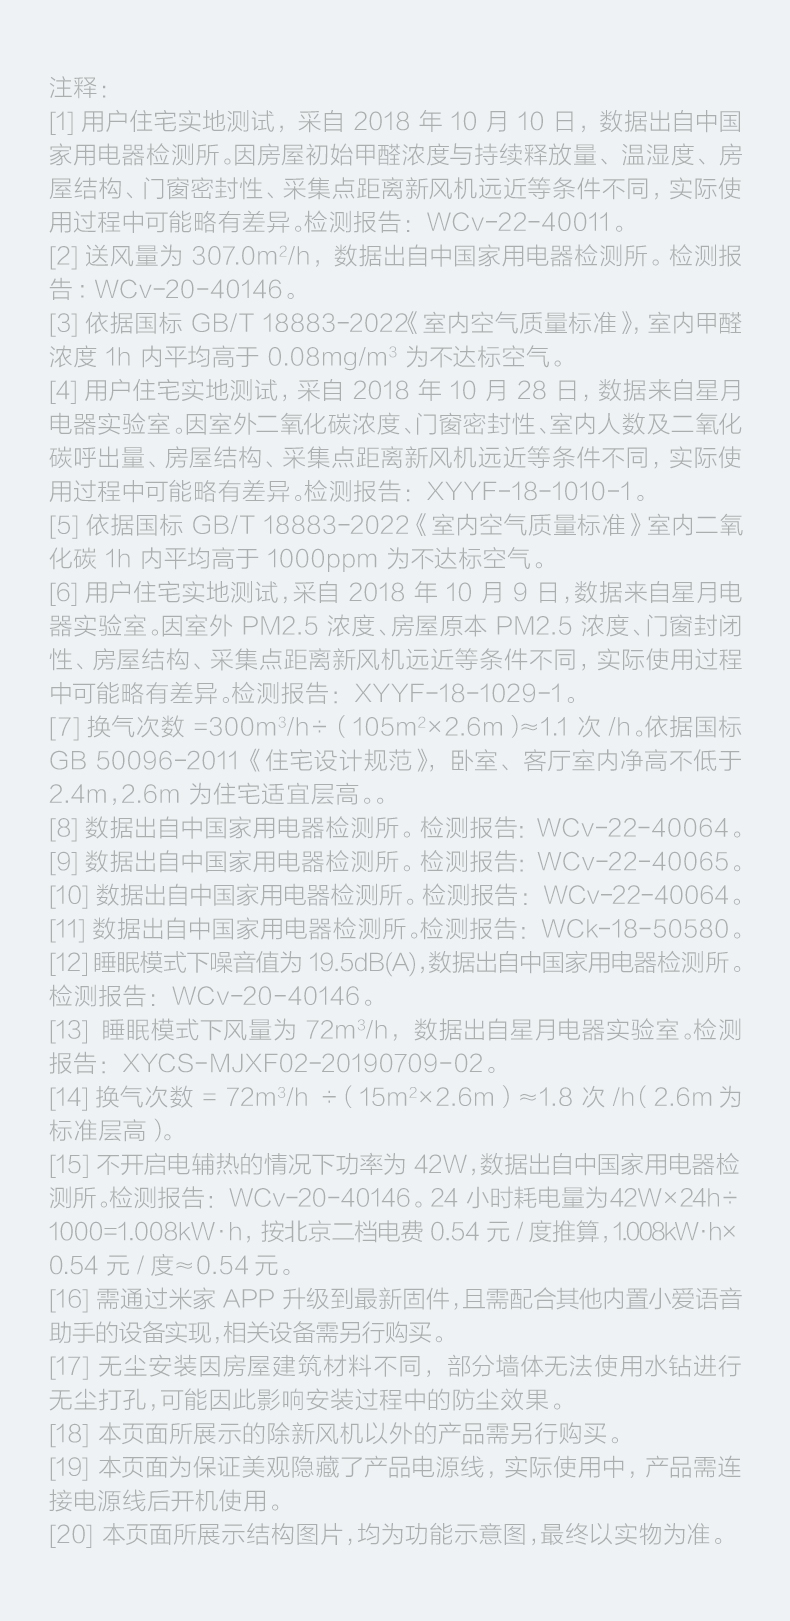 注释：
[1] 用户住宅实地测试，采自 2018 年 10 月 10 日，数据出自中国
家用电器检测所。因房屋初始甲醛浓度与持续释放量、温湿度、房
屋结构、门窗密封性、采集点距离新风机远近等条件不同，实际使
用过程中可能略有差异。检测报告：WCv-22-40011。
[2] 送风量为 307.0m²/h，数据出自中国国家用电器检测所。检测报
告：WCv-20-40146。
[3] 依据国标 GB/T 18883-2022《室内空气质量标准》，室内甲醛
浓度 1h 内平均高于 0.08mg/m³ 为不达标空气。
[4] 用户住宅实地测试，采自 2018 年 10 月 28 日，数据来自星月
电器实验室。因室外二氧化碳浓度、门窗密封性、室内人数及二氧化
碳呼出量、房屋结构、采集点距离新风机远近等条件不同，实际使
用过程中可能略有差异。检测报告：XYYF-18-1010-1。
[5] 依据国标 GB/T 18883-2022《室内空气质量标准》室内二氧
化碳 1h 内平均高于 1000ppm 为不达标空气。
[6] 用户住宅实地测试，采自 2018 年 10 月 9 日，数据来自星月电
器实验室。因室外 PM2.5 浓度、房屋原本 PM2.5 浓度、门窗封闭
性、房屋结构、采集点距离新风机远近等条件不同，实际使用过程
中可能略有差异。检测报告：XYYF-18-1029-1。
[7] 换气次数 =300m³/h÷（105m²×2.6m）≈1.1 次 /h。依据国标
GB 50096-2011《住宅设计规范》，卧室、客厅室内净高不低于
2.4m，2.6m 为住宅适宜层高。。
[8] 数据出自中国国家用电器检测所。检测报告：WCv-22-40064。
[9] 数据出自中国国家用电器检测所。检测报告：WCv-22-40065。
[10] 数据出自中国国家用电器检测所。检测报告：WCv-22-40064。
[11] 数据出自中国国家用电器检测所。检测报告：WCk-18-50580。
[12] 睡眠模式下噪音值为 19.5dB(A)，数据出自中国国家用电器检测所。
检测报告：WCv-20-40146。
[13] 睡眠模式下风量为 72m³/h，数据出自星月电器实验室。检测
报告：XYCS-MJXF02-20190709-02。
[14] 换气次数 = 72m³/h ÷（15m²×2.6m）≈1.8 次 /h（2.6m 为
标准层高）。
[15] 不开启电辅热的情况下功率为 42W，数据出自中国国家用电器检
测所。检测报告：WCv-20-40146。24 小时耗电量为42W×24h÷
1000=1.008kW·h，按北京二档电费 0.54 元 / 度推算，1.008kW·h×
0.54 元 / 度≈0.54 元。
[16] 需通过米家 APP 升级到最新固件，且需配合其他内置小爱语音
助手的设备实现，相关设备需另行购买。
[17] 无尘安装因房屋建筑材料不同，部分墙体无法使用水钻进行
无尘打孔，可能因此影响安装过程中的防尘效果。
[18] 本页面所展示的除新风机以外的产品需另行购买。
[19] 本页面为保证美观隐藏了产品电源线，实际使用中，产品需连
接电源线后开机使用。
[20] 本页面所展示结构图片，均为功能示意图，最终以实物为准。